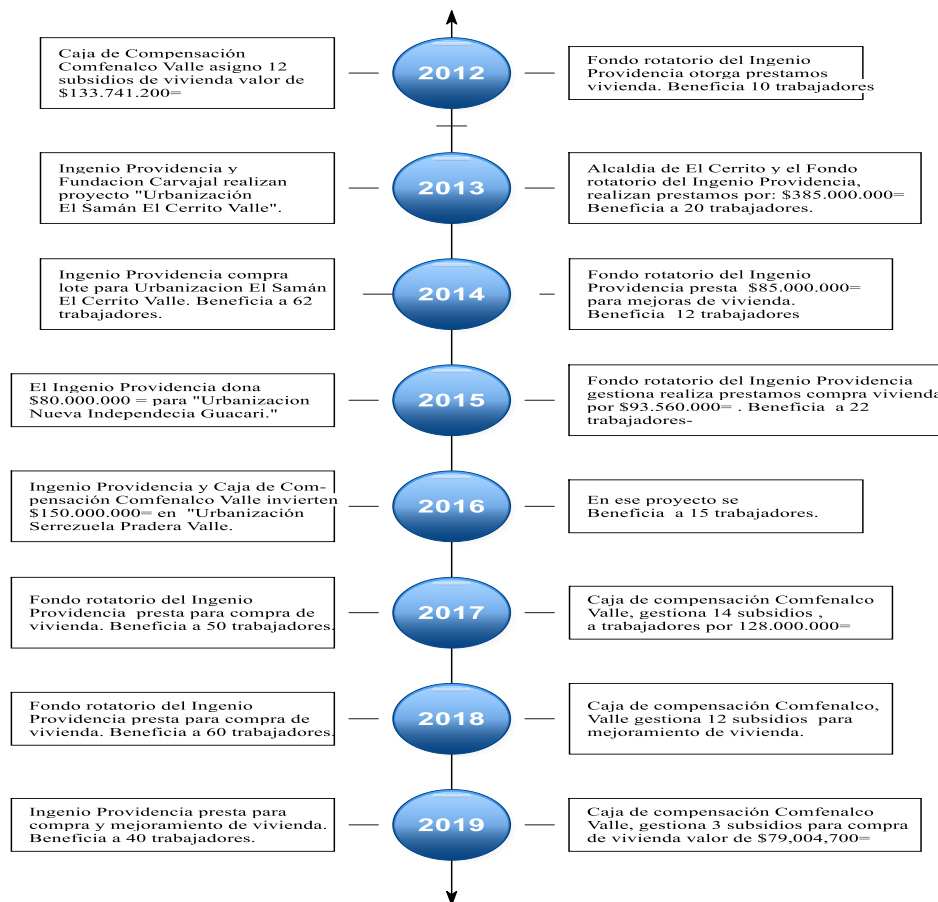 Caja de Compensación
Comfenalco Valle asigno 12
subsidios de vivienda valor de
$133.741.200=
2012
Fondo rotatorio del Ingenio
Providencia otorga prestamos
vivienda. Beneficia 10 trabajadores
Ingenio Providencia y
Fundacion Carvajal realizan
proyecto "Urbanización
El Samán El Cerrito Valle".
2013
Alcaldia de El Cerrito y el Fondo
rotatorio del Ingenio Providencia,
realizan prestamos por: $385.000.000=
Beneficia a 20 trabajadores.
Ingenio Providencia compra
lote para Urbanizacion El Samán
El Cerrito Valle. Beneficia a 62
trabajadores.
2014
Fondo rotatorio del Ingenio
Providencia presta $85.000.000=
para mejoras de vivienda.
Beneficia 12 trabajadores
El Ingenio Providencia dona
$80.000.000 = para "Urbanizacion
Nueva Independecia Guacari."
2015
Fondo rotatorio del Ingenio Providencia
gestiona realiza prestamos compra vivienda
por $93.560.000= . Beneficia a 22
trabajadores-
Ingenio Providencia y Caja de Com-
pensación Comfenalco Valle invierten
$150.000.000= en "Urbanización
Serrezuela Pradera Valle.
2016
En ese proyecto se
Beneficia a 15 trabajadores.
Fondo rotatorio del Ingenio
Providencia presta para compra de
vivienda. Beneficia a 50 trabajadores.
2017
Caja de compensación Comfenalco
Valle, gestiona 14 subsidios ,
a trabajadores por 128.000.000=
Fondo rotatorio del Ingenio
Providencia presta para compra de
vivienda. Beneficia a 60 trabajadores.
2018
Caja de compensación Comfenalco,
Valle gestiona 12 subsidios para
mejoramiento de vivienda.
Ingenio Providencia presta para
compra y mejoramiento de vivienda.
Beneficia a 40 trabajadores.
2019
Caja de compensación Comfenalco
Valle, gestiona 3 subsidios para compra
de vivienda valor de $79,004,700=